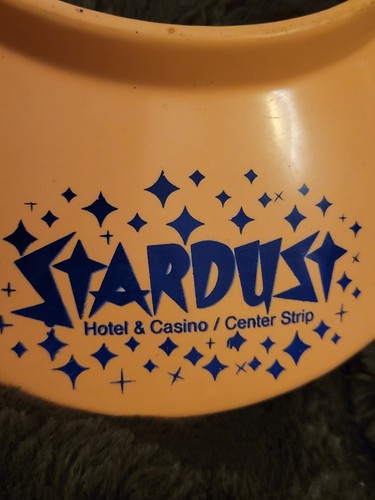 STARDUST
Hotel & Casino / Center Strip